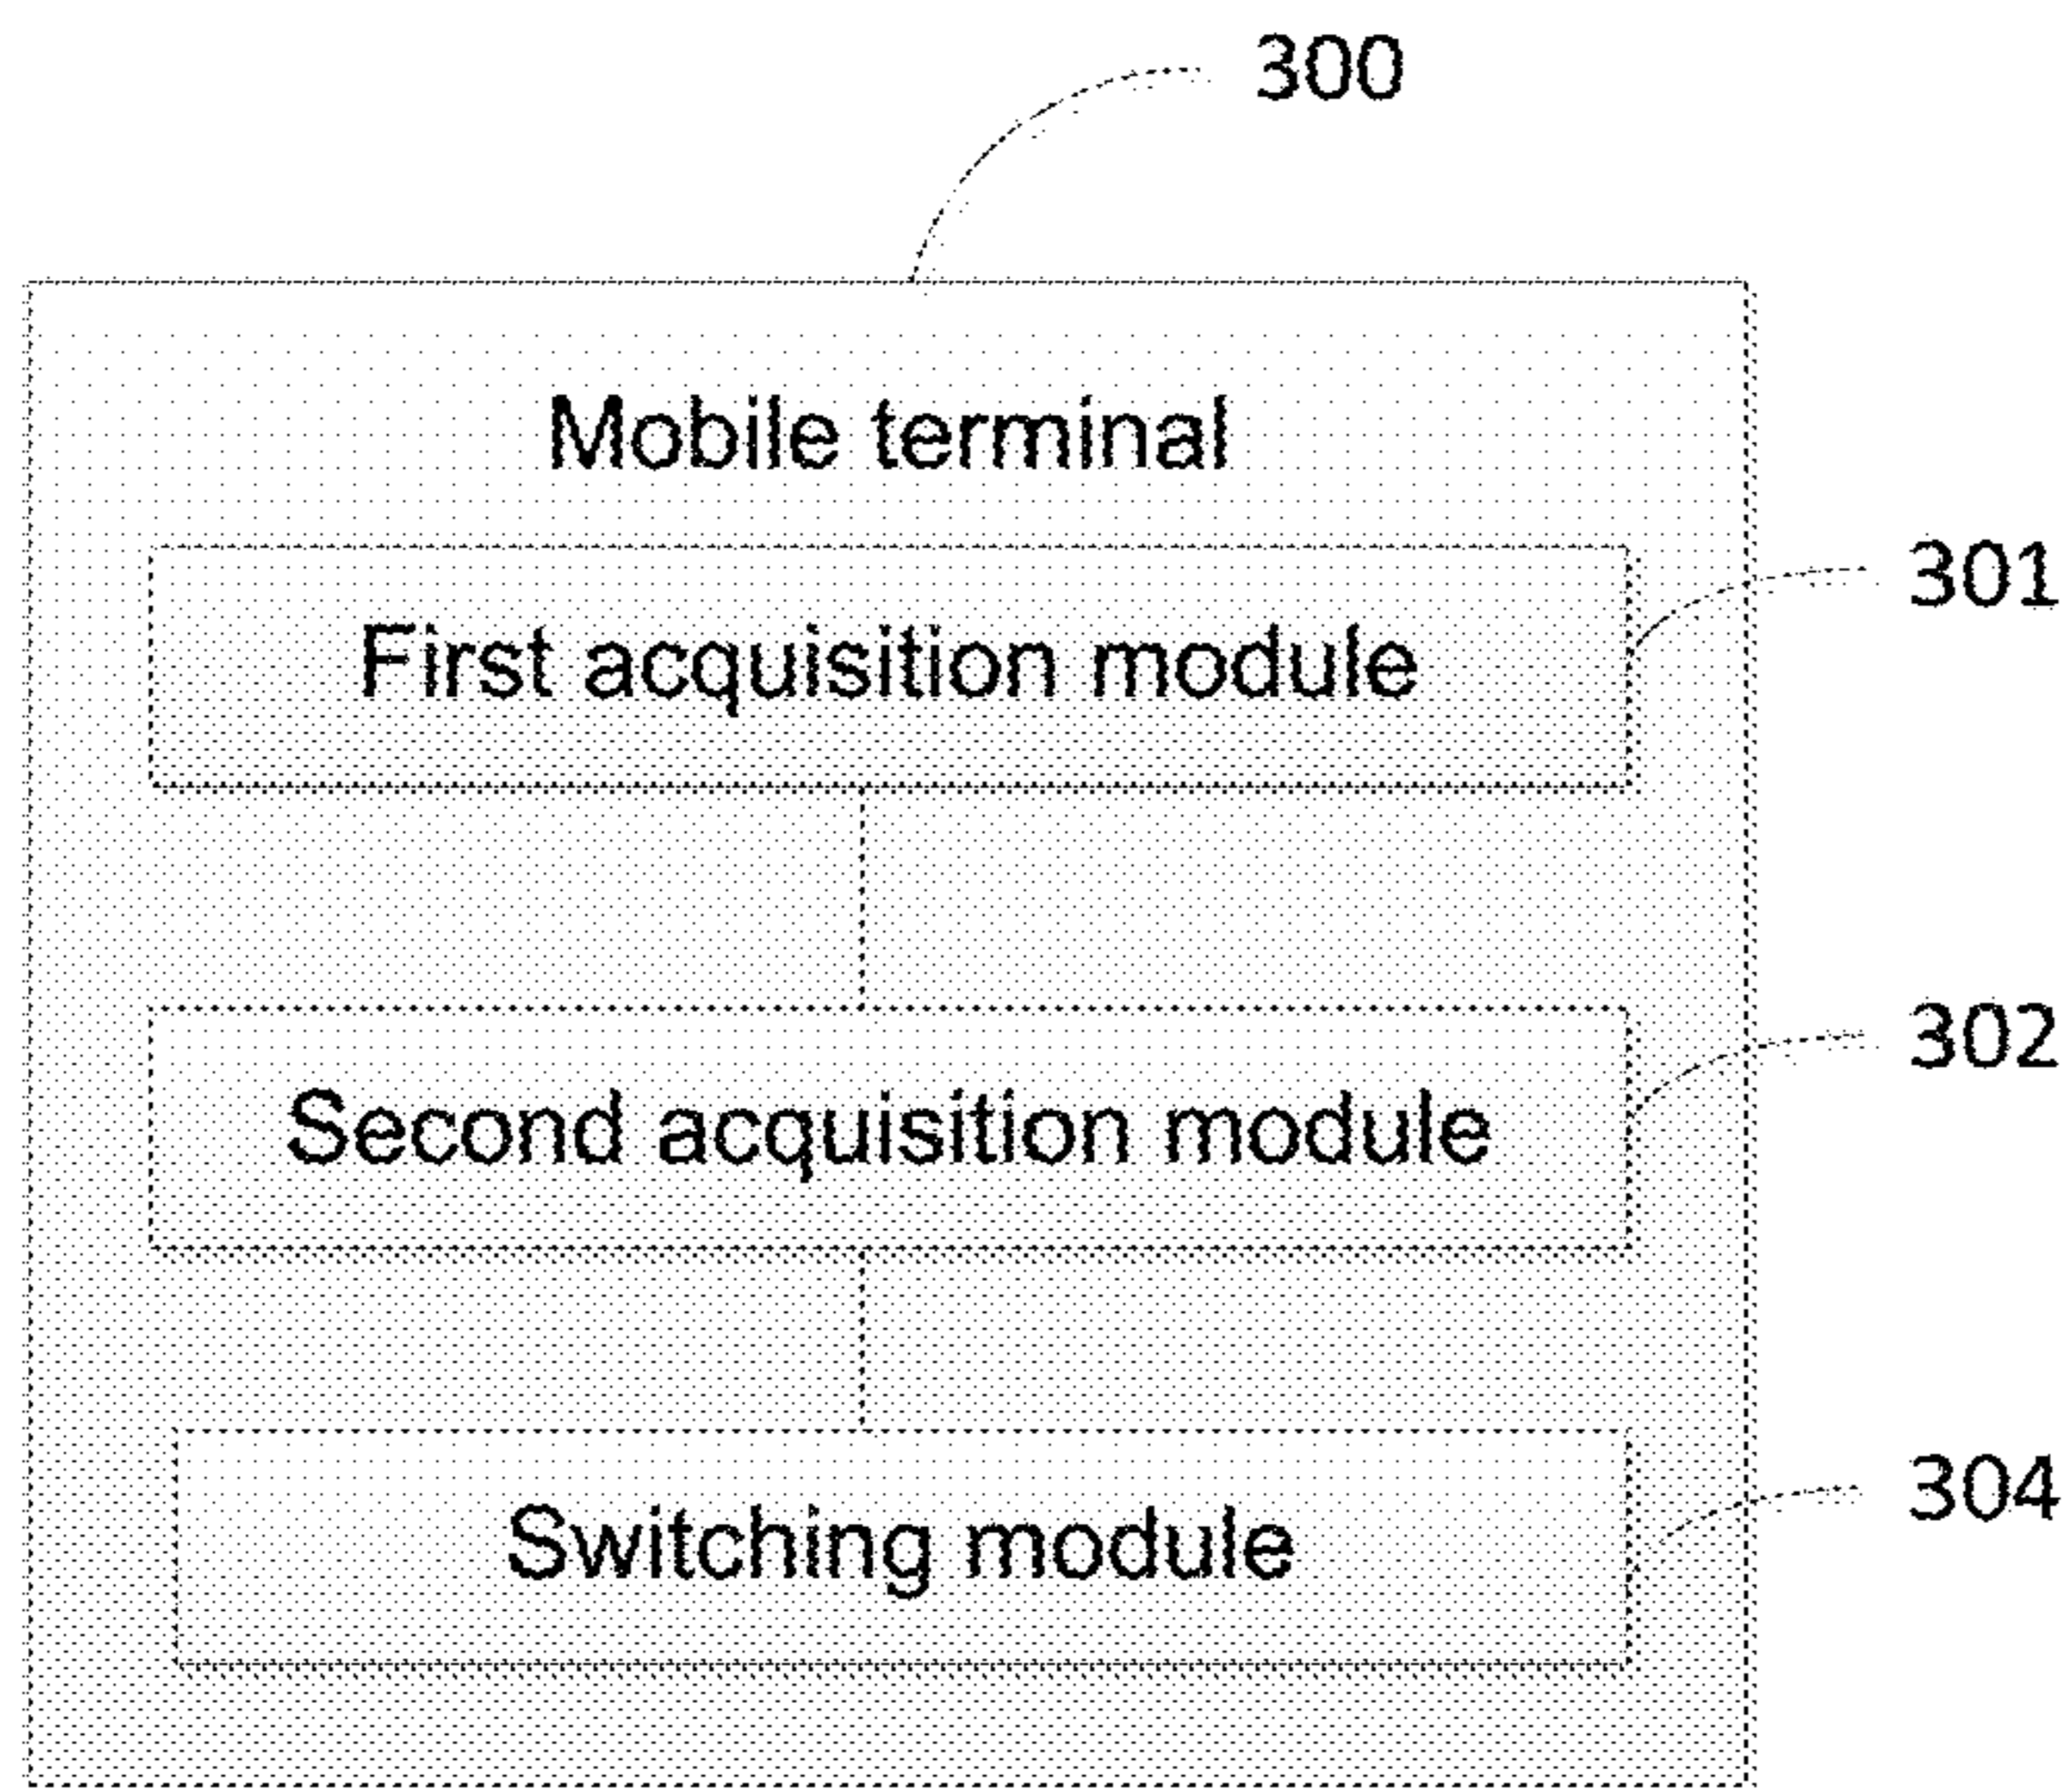 300
Mobile terminal
301
First acquisition module
302
Second acquisition module
304
Switching module